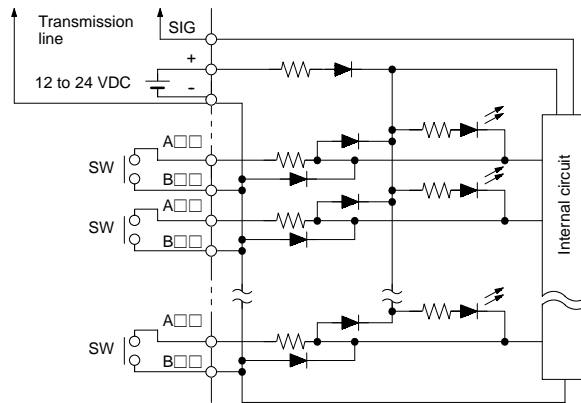 Transmission
line
SIG
+
12 to 24 VDC
-
A□□
SW
B□□
A□□
SW
B□□
A□□
SW
B□□
Internal circuit